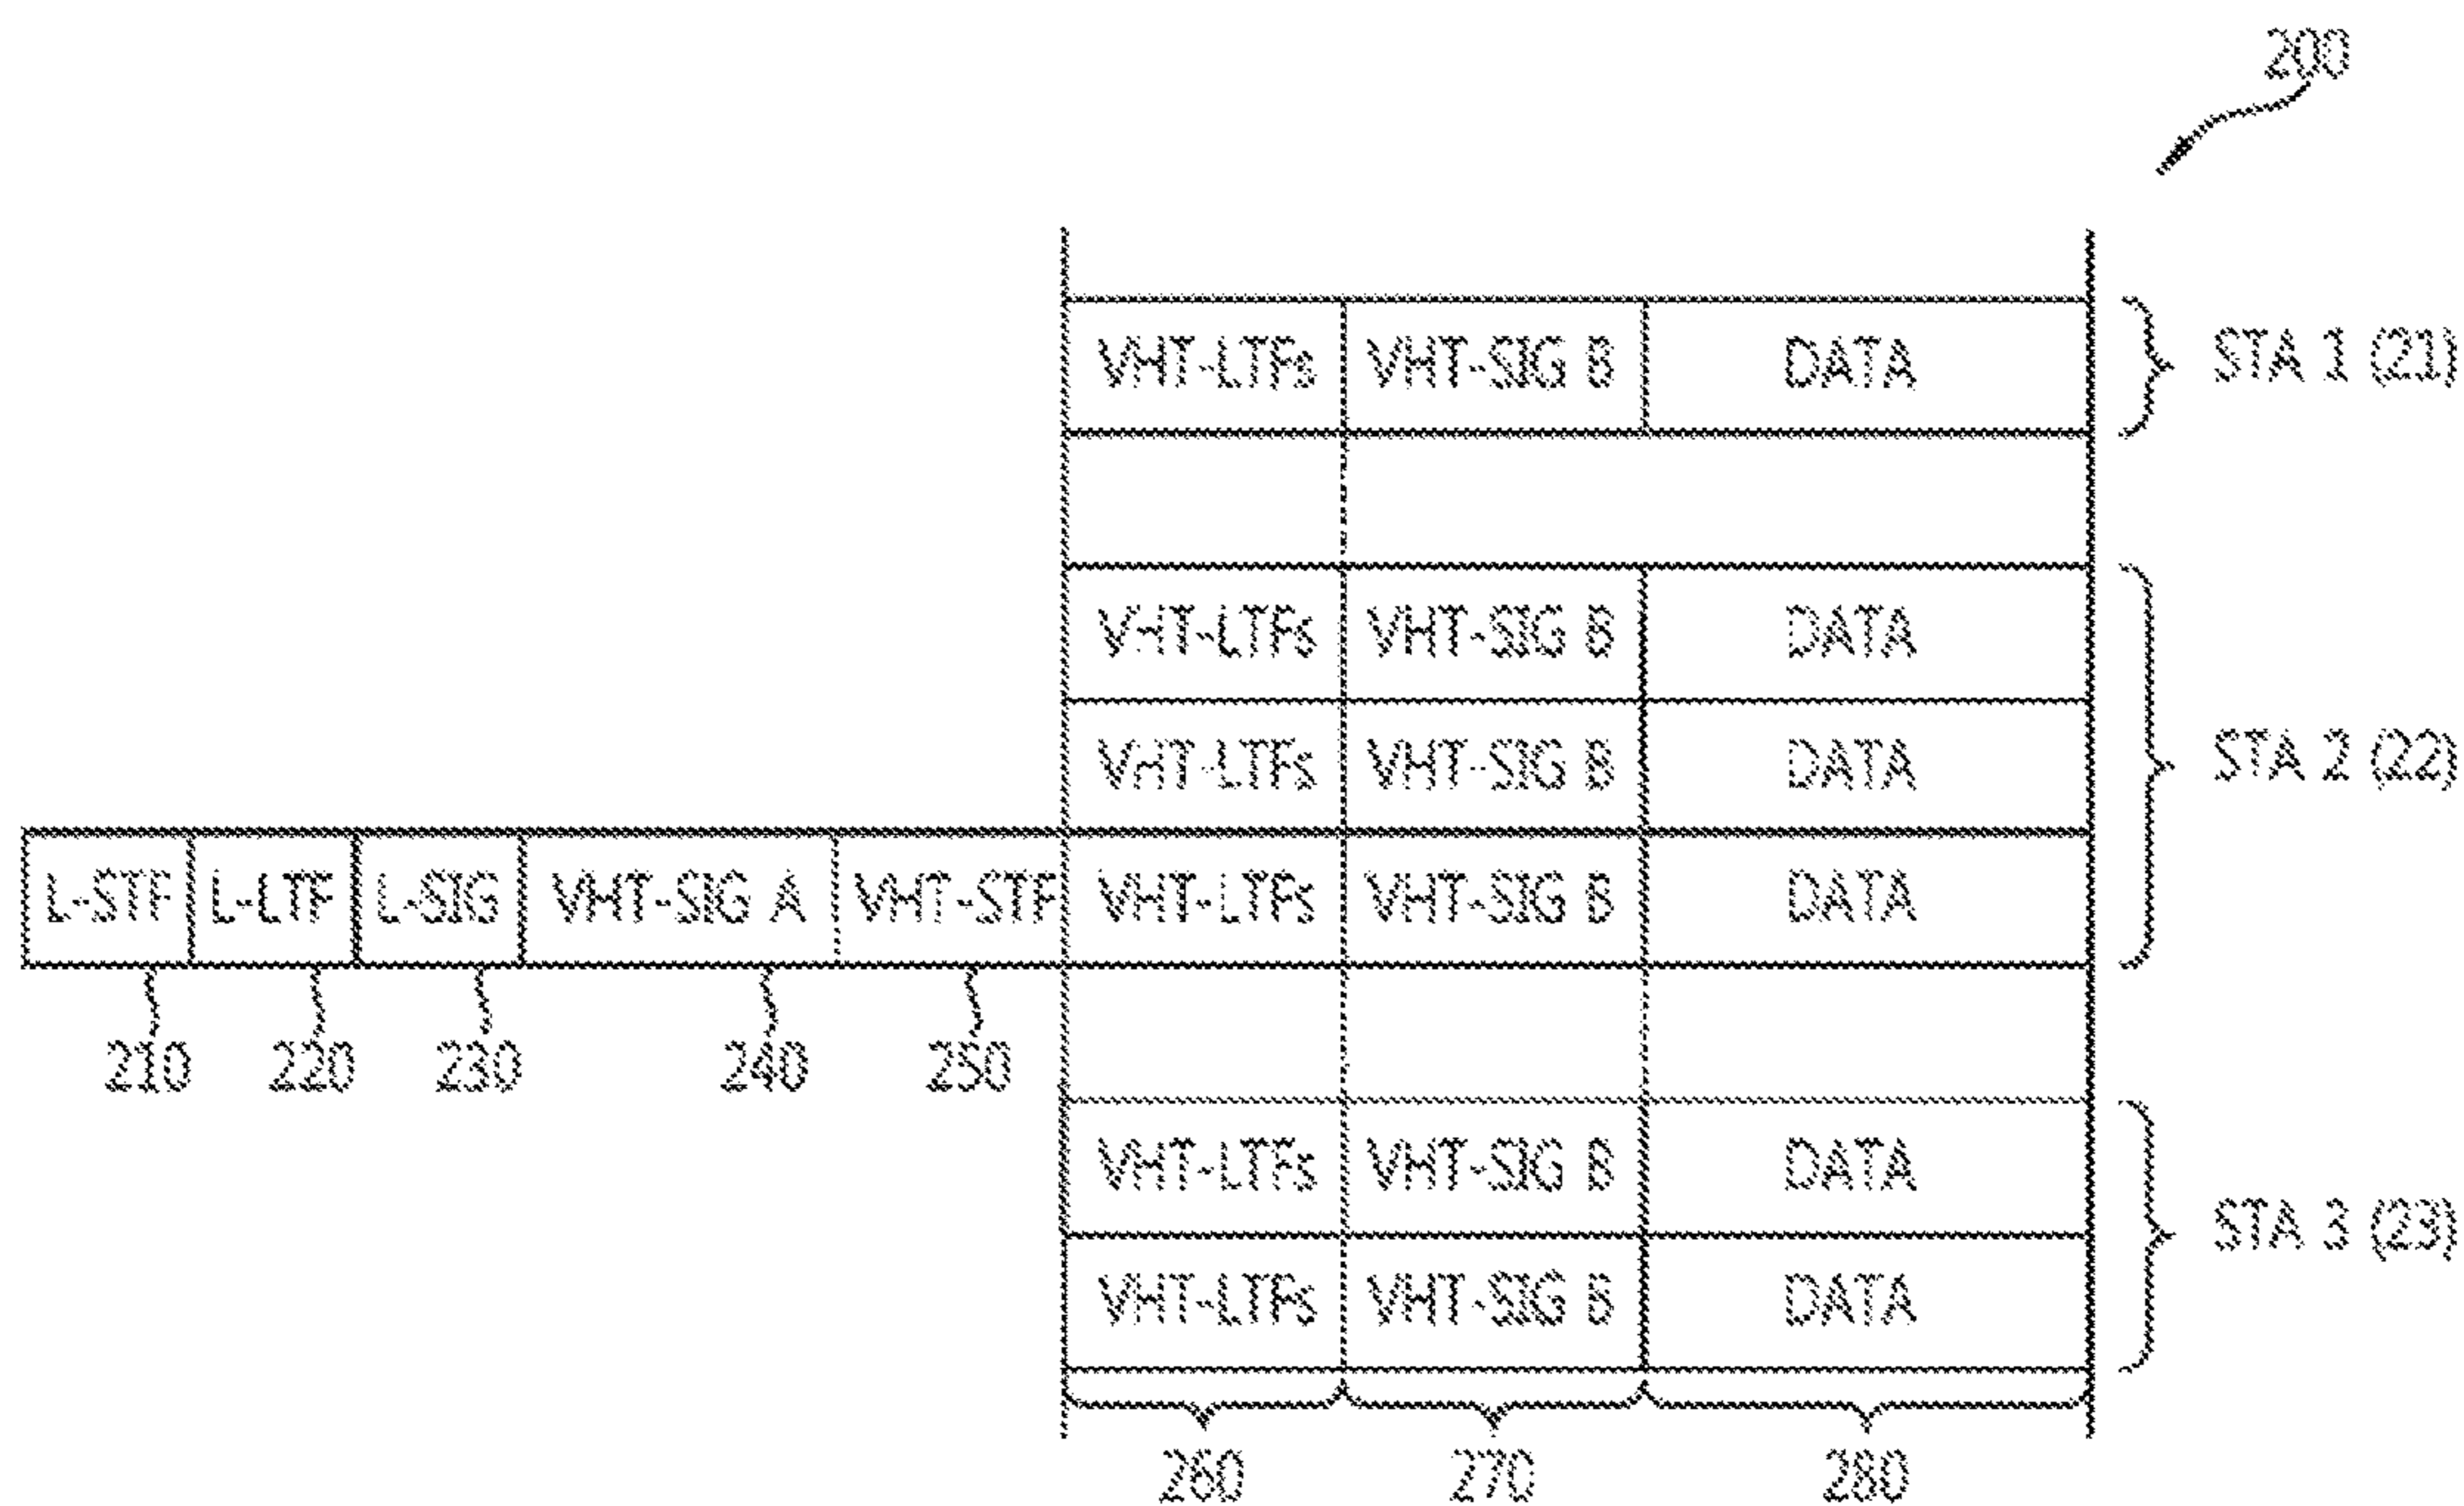 200
VHT-LTFs VHT-SIG B DATA STA 1 (21)
VHT-LTFs VHT-SIG B DATA
VHT-LTFs VHT-SIG B DATA STA 2 (22)
L-STF L-LTF L-SIG VHT-SIG A VHT-STF VHT-LTFs VHT-SIG B DATA
210 220 230 240 250
VHT-LTFs VHT-SIG B DATA
STA 3 (23)
VHT-LTFs VHT-SIG B DATA
260 270 280